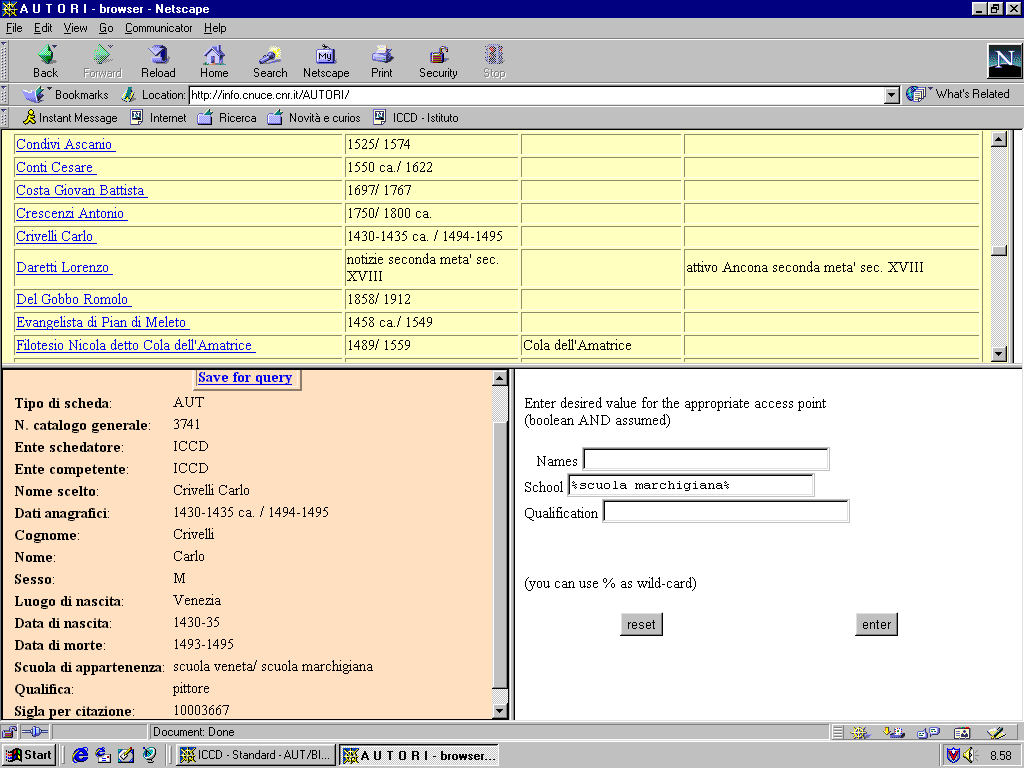 A U T O R I - browser - Netscape
File Edit View Go Communicator Help
Back Forward Reload Home Search Netscape Print Security Stop
My
N
Bookmarks Location: http://info.cnuce.cnr.it/AUTORI/ What's Related
Instant Message Internet Ricerca Novità e curios ICCD - Istituto
Condivi Ascanio 1525/ 1574
Conti Cesare 1550 ca./ 1622
Costa Giovan Battista 1697/ 1767
Crescenzi Antonio 1750/ 1800 ca.
Crivelli Carlo 1430-1435 ca. / 1494-1495
Daretti Lorenzo notizie seconda meta' sec. XVIII attivo Ancona seconda meta' sec. XVIII
Del Gobbo Romolo 1858/ 1912
Evangelista di Pian di Meleto 1458 ca./ 1549
Filotesio Nicola detto Cola dell'Amatrice 1489/ 1559 Cola dell'Amatrice
Save for query
Tipo di scheda: AUT
N. catalogo generale: 3741
Ente schedatore: ICCD
Ente competente: ICCD
Nome scelto: Crivelli Carlo
Dati anagrafici: 1430-1435 ca. / 1494-1495
Cognome: Crivelli
Nome: Carlo
Sesso: M
Luogo di nascita: Venezia
Data di nascita: 1430-35
Data di morte: 1493-1495
Scuola di appartenenza: scuola veneta/ scuola marchigiana
Qualifica: pittore
Sigla per citazione: 10003667
Enter desired value for the appropriate access point
(boolean AND assumed)
Names
School %scuola marchigiana%
Qualification
(you can use % as wild-card)
reset enter
Document: Done
Start ICCD - Standard - AUT/BI... A U T O R I - browser... 8.58